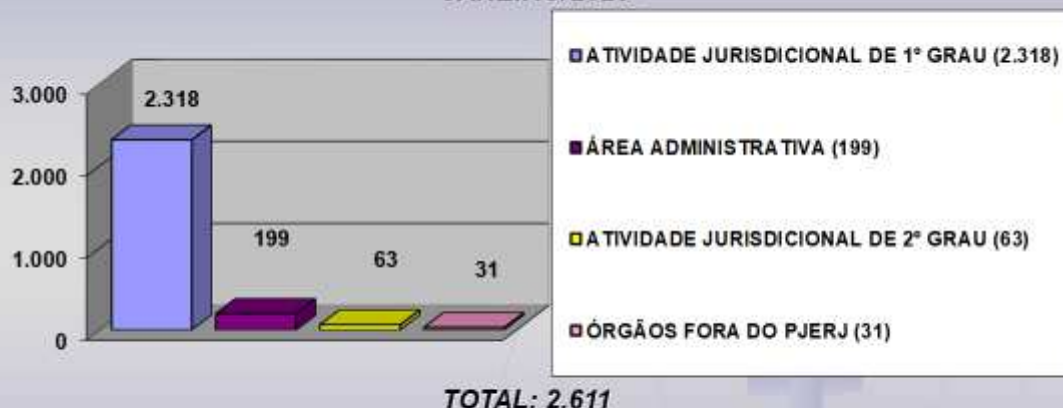 3.000
2.000
1.000
0
2.318
199
63
31
ATIVIDADE JURISDICIONAL DE 1º GRAU (2.318)
ÁREA ADMINISTRATIVA (199)
ATIVIDADE JURISDICIONAL DE 2º GRAU (63)
ÓRGÃOS FORA DO PJERJ (31)
TOTAL: 2.611